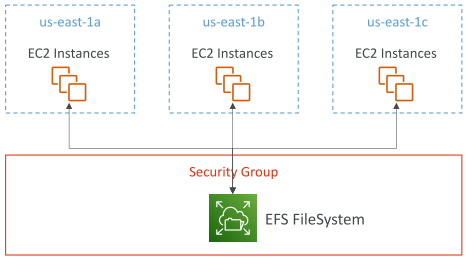 us-east-1a
us-east-1b
us-east-1c
EC2 Instances
EC2 Instances
EC2 Instances
Security Group
EFS FileSystem